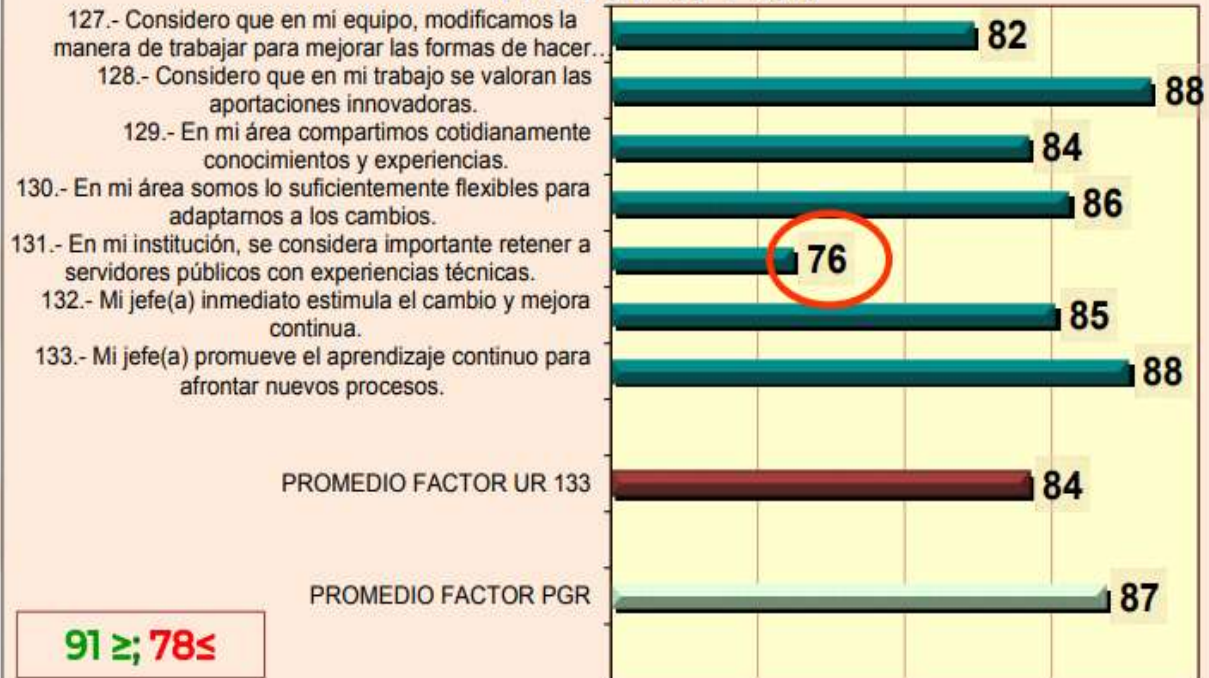 127.- Considero que en mi equipo, modificamos la
manera de trabajar para mejorar las formas de hacer…
82
128.- Considero que en mi trabajo se valoran las
aportaciones innovadoras.
88
129.- En mi área compartimos cotidianamente
conocimientos y experiencias.
84
130.- En mi área somos lo suficientemente flexibles para
adaptarnos a los cambios.
86
131.- En mi institución, se considera importante retener a
servidores públicos con experiencias técnicas.
76
132.- Mi jefe(a) inmediato estimula el cambio y mejora
continua.
85
133.- Mi jefe(a) promueve el aprendizaje continuo para
afrontar nuevos procesos.
88
PROMEDIO FACTOR UR 133
84
PROMEDIO FACTOR PGR
87
91 ≥; 78≤